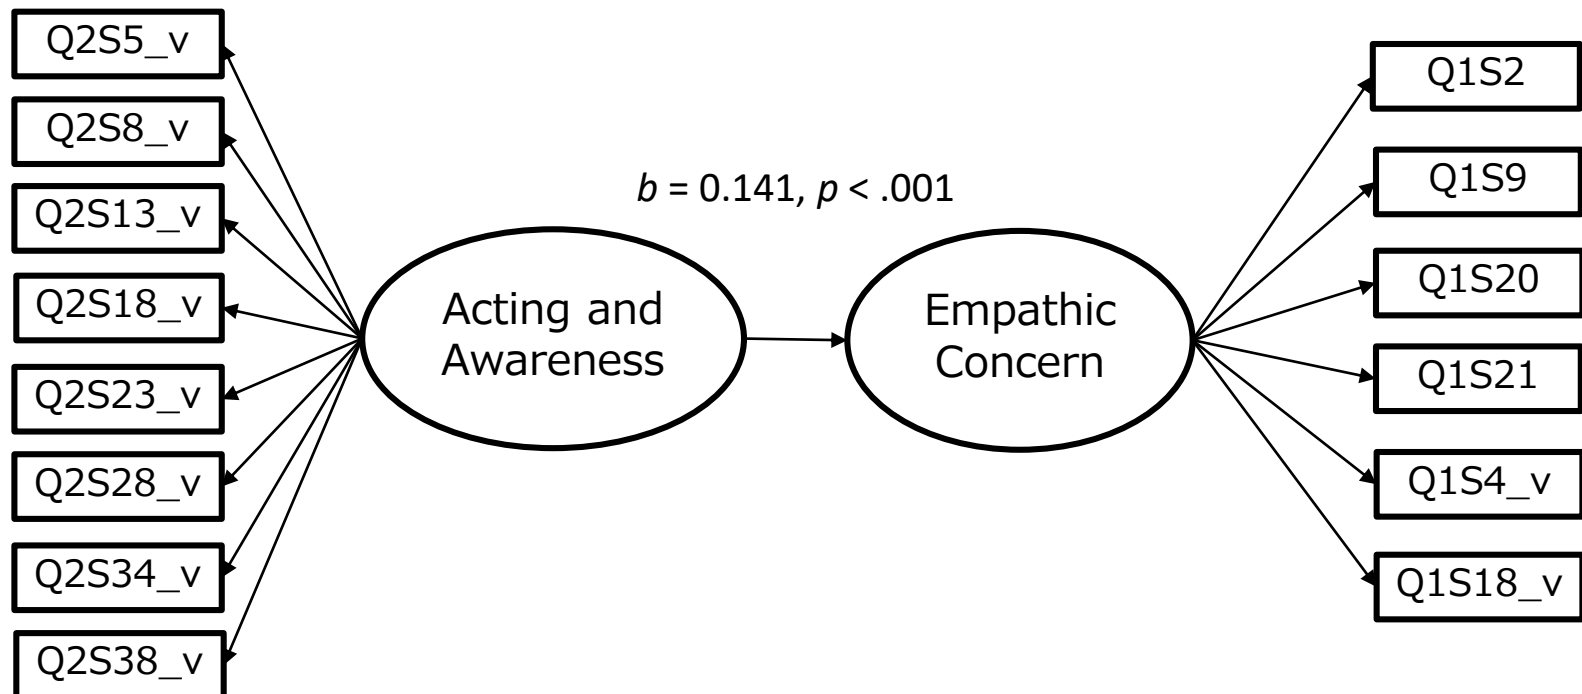 Q2S5_v
Q2S8_v
Q2S13_v
Q2S18_v
Q2S23_v
Q2S28_v
Q2S34_v
Q2S38_v
b = 0.141, p < .001
Acting and
Awareness
Empathic
Concern
Q1S2
Q1S9
Q1S20
Q1S21
Q1S4_v
Q1S18_v